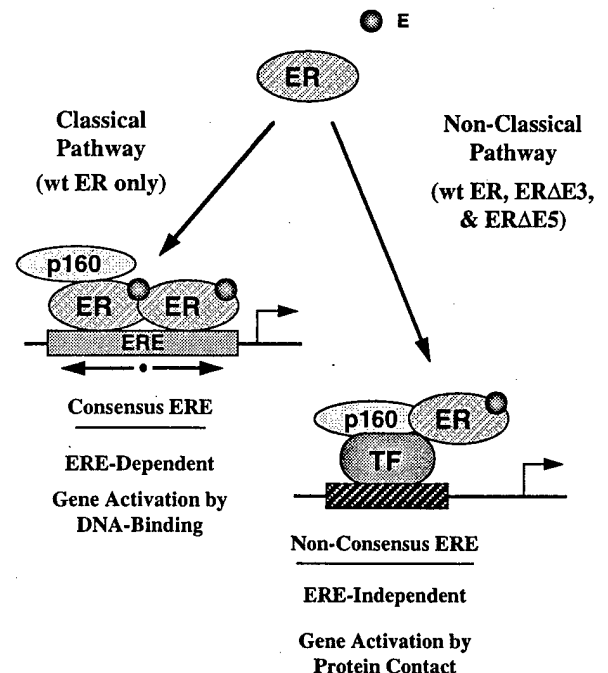 E
ER
Classical
Pathway
(wt ER only)
Non-Classical
Pathway
(wt ER, ERΔE3,
& ERΔE5)
p160
ER ER
ERE
Consensus ERE
ERE-Dependent
Gene Activation by
DNA-Binding
p160 ER
TF
Non-Consensus ERE
ERE-Independent
Gene Activation by
Protein Contact